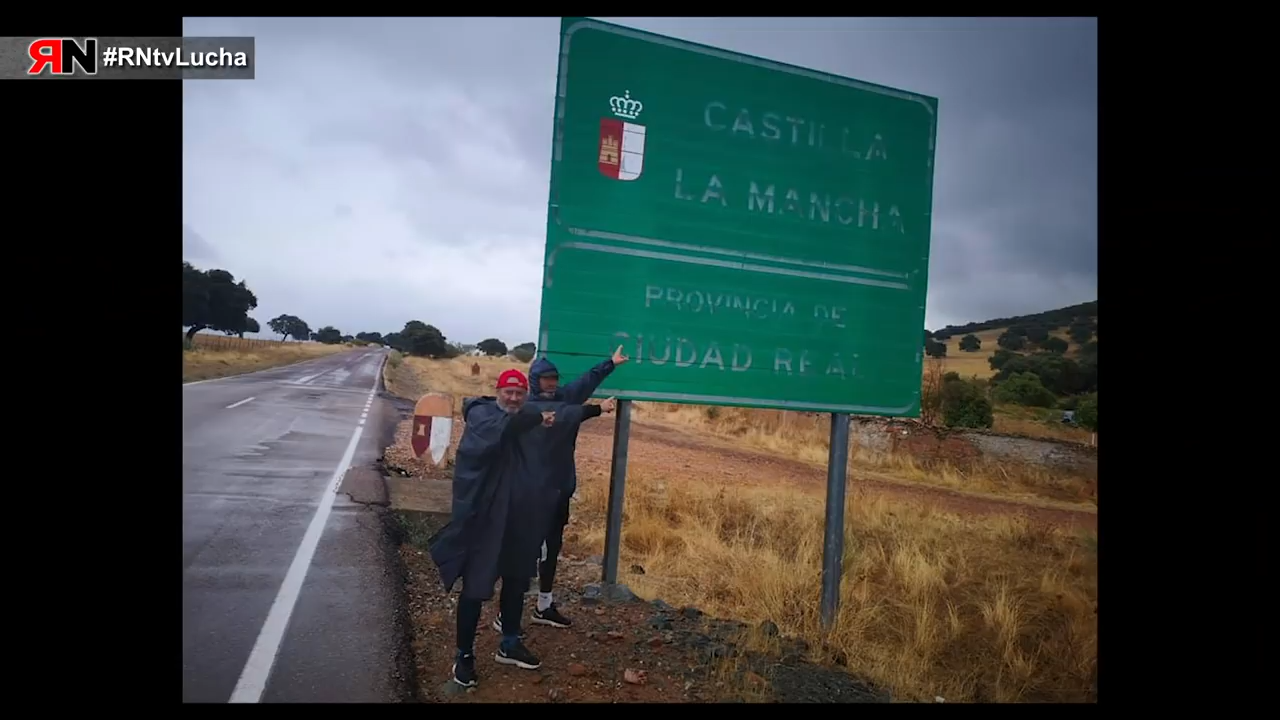 RN #RNtvLucha
CASTILLA
LA MANCHA
PROVINCIA DE
CIUDAD REAL